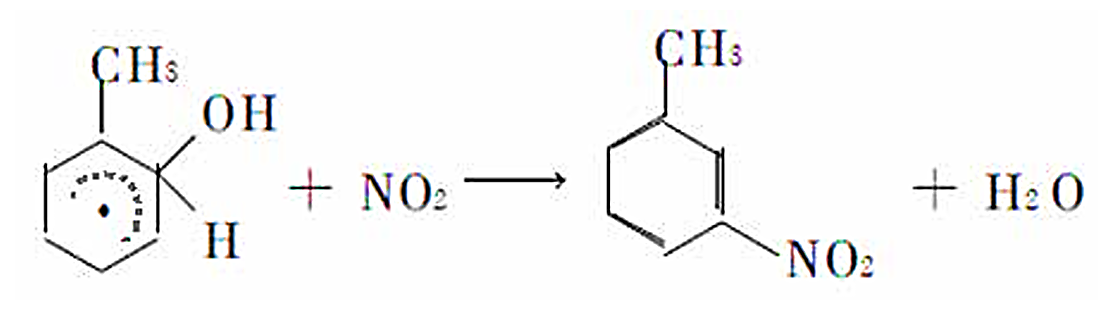 CH₃
OH
H
+ NO₂ ⟶
CH₃
NO₂
+ H₂O